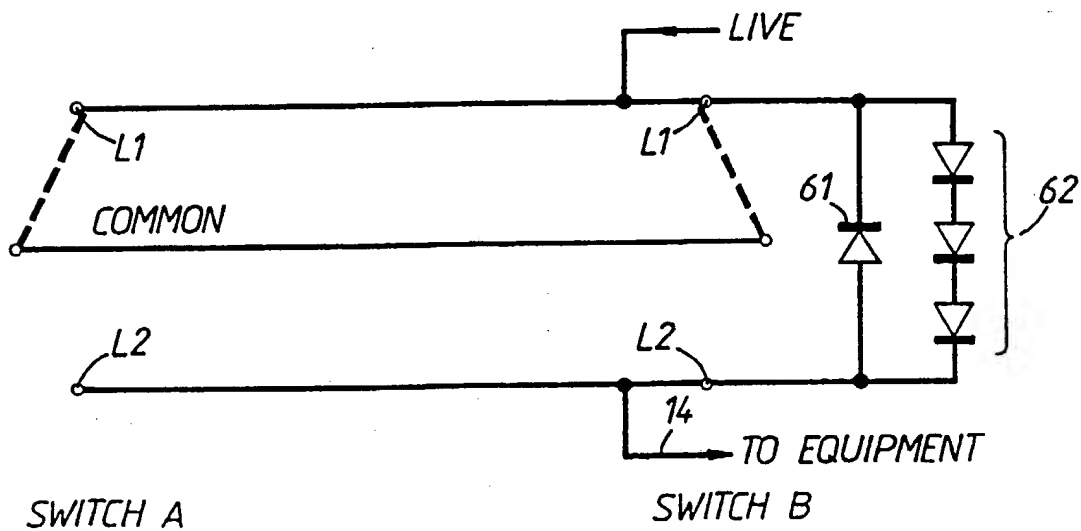 LIVE
L1
L1
61
62
COMMON
L2
L2
14
TO EQUIPMENT
SWITCH A
SWITCH B